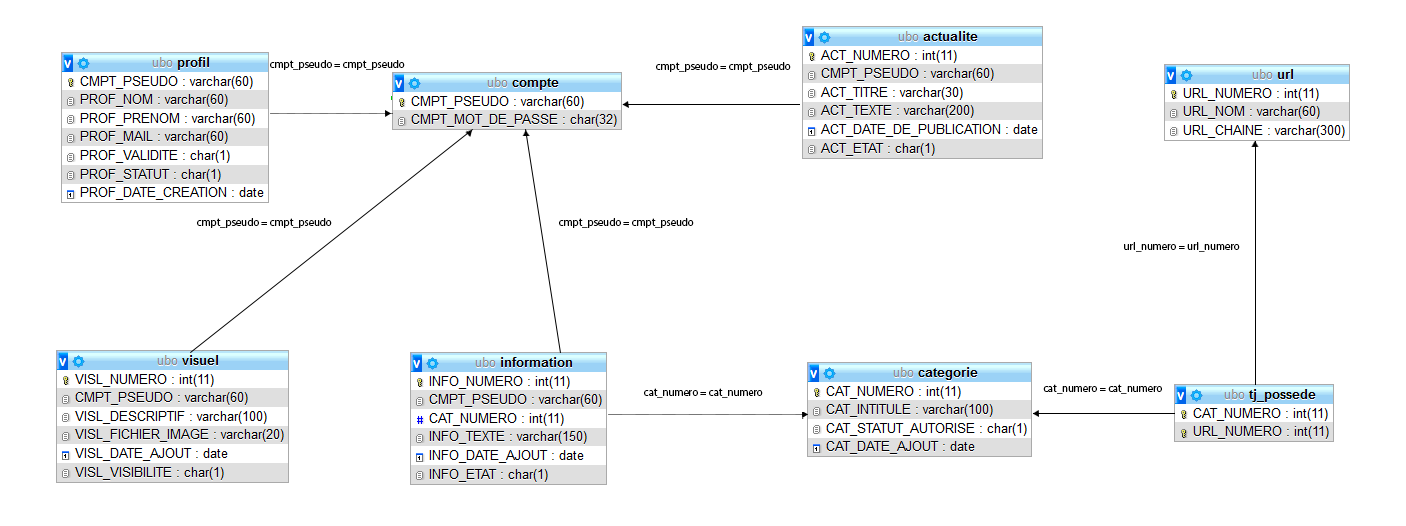 v ubo profil
CMPT_PSEUDO : varchar(60)
PROF_NOM : varchar(60)
PROF_PRENOM : varchar(60)
PROF_MAIL : varchar(60)
PROF_VALIDITE : char(1)
PROF_STATUT : char(1)
PROF_DATE_CREATION : date
cmpt_pseudo = cmpt_pseudo
v ubo compte
CMPT_PSEUDO : varchar(60)
CMPT_MOT_DE_PASSE : char(32)
cmpt_pseudo = cmpt_pseudo
v ubo actualite
ACT_NUMERO : int(11)
CMPT_PSEUDO : varchar(60)
ACT_TITRE : varchar(30)
ACT_TEXTE : varchar(200)
ACT_DATE_DE_PUBLICATION : date
ACT_ETAT : char(1)
v ubo url
URL_NUMERO : int(11)
URL_NOM : varchar(60)
URL_CHAINE : varchar(300)
cmpt_pseudo = cmpt_pseudo
cmpt_pseudo = cmpt_pseudo
url_numero = url_numero
v ubo visuel
VISL_NUMERO : int(11)
CMPT_PSEUDO : varchar(60)
VISL_DESCRIPTIF : varchar(100)
VISL_FICHIER_IMAGE : varchar(20)
VISL_DATE_AJOUT : date
VISL_VISIBILITE : char(1)
v ubo information
INFO_NUMERO : int(11)
CMPT_PSEUDO : varchar(60)
# CAT_NUMERO : int(11)
INFO_TEXTE : varchar(150)
INFO_DATE_AJOUT : date
INFO_ETAT : char(1)
cat_numero = cat_numero
v ubo categorie
CAT_NUMERO : int(11)
CAT_INTITULE : varchar(100)
CAT_STATUT_AUTORISE : char(1)
CAT_DATE_AJOUT : date
cat_numero = cat_numero
v ubo tj_possede
CAT_NUMERO : int(11)
URL_NUMERO : int(11)